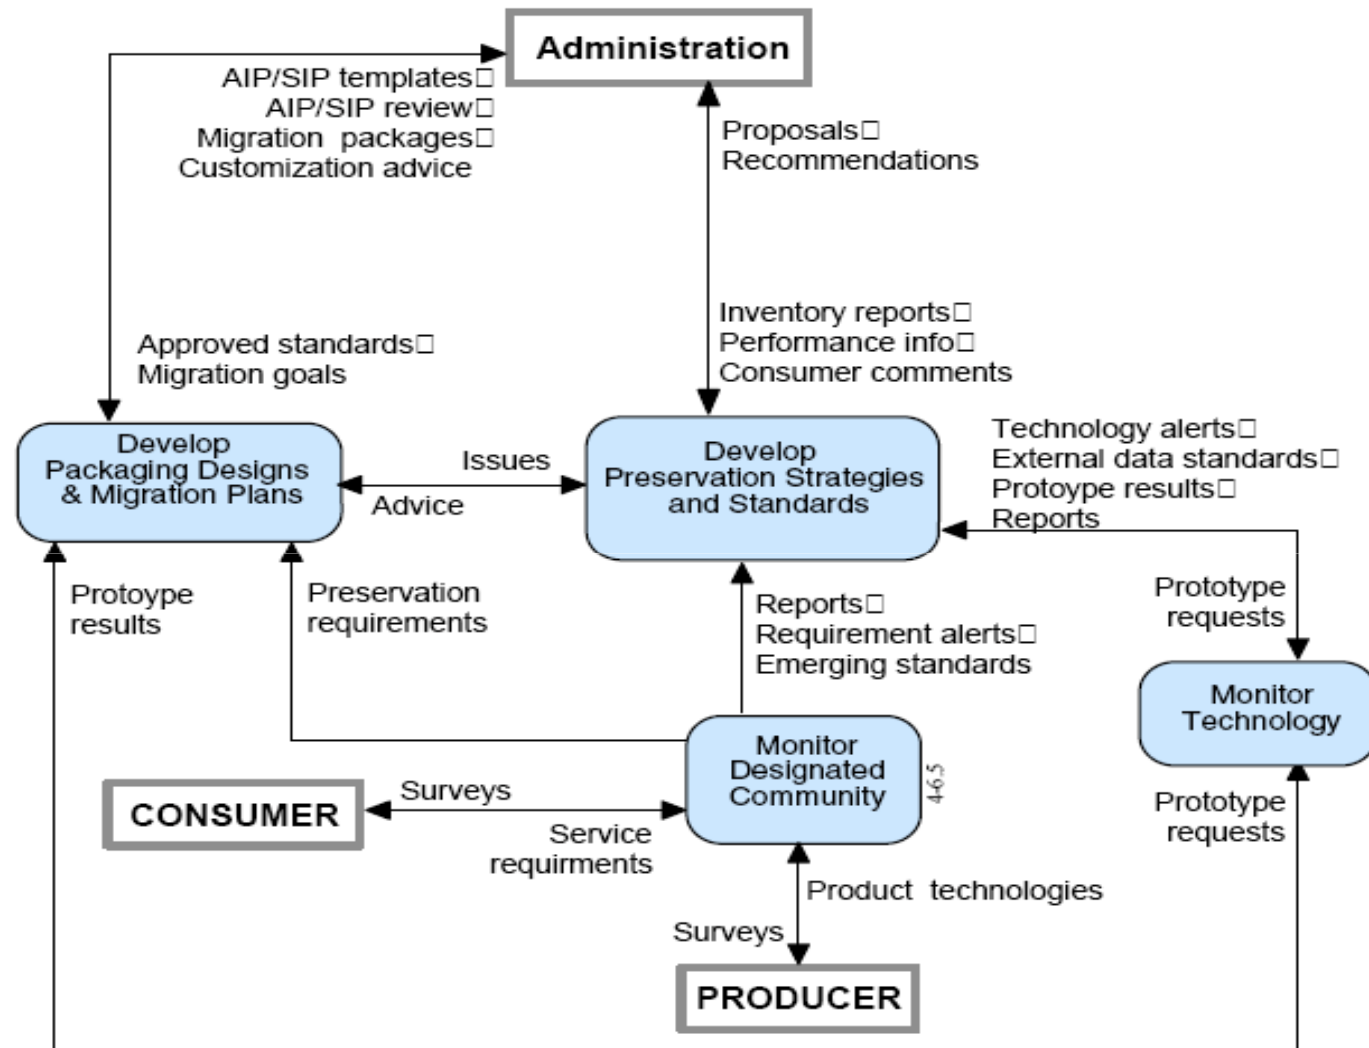 Administration
AIP/SIP templates□
AIP/SIP review□
Migration packages□
Customization advice
Proposals□
Recommendations
Inventory reports□
Performance info□
Consumer comments
Approved standards□
Migration goals
Develop
Packaging Designs
& Migration Plans
Issues
Advice
Develop
Preservation Strategies
and Standards
Technology alerts□
External data standards□
Protoype results□
Reports
Protoype
results
Preservation
requirements
Reports□
Requirement alerts□
Emerging standards
Prototype
requests
Monitor
Technology
Monitor
Designated
Community
4-6.5
CONSUMER
Surveys
Service
requirments
Prototype
requests
Product technologies
Surveys
PRODUCER